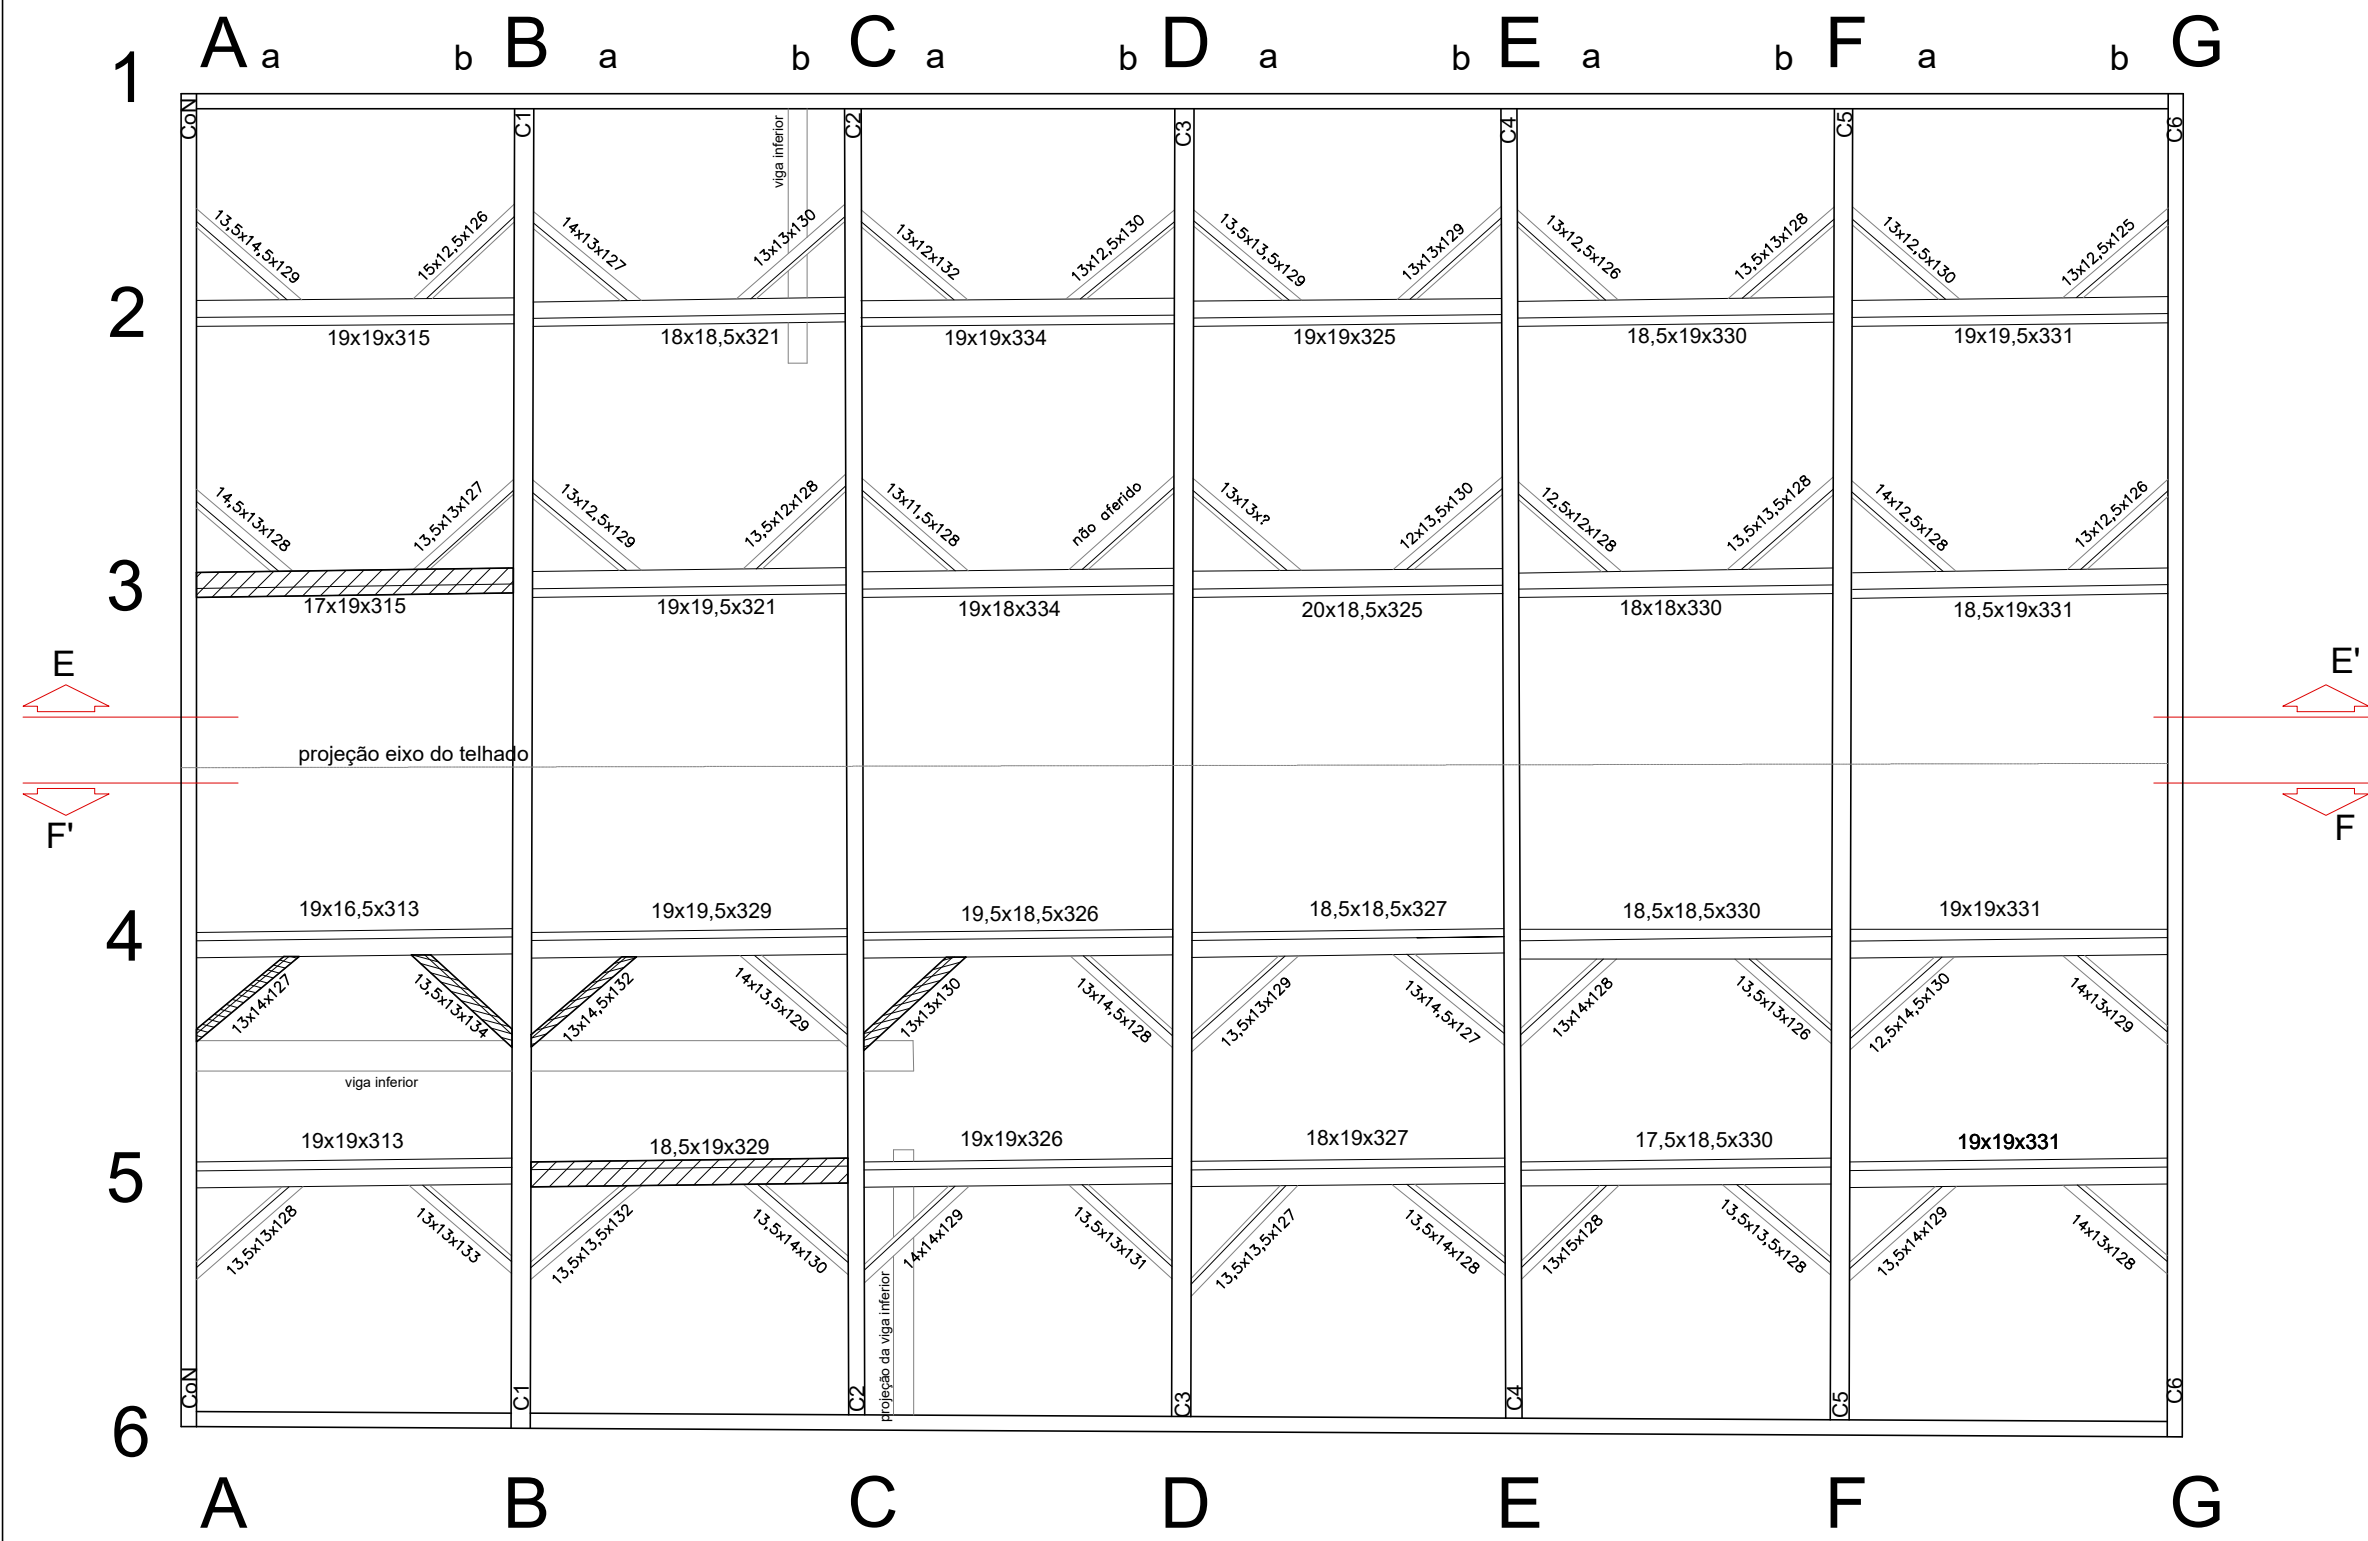 A a b B a b C a b D a b E a b F a b G
1
CoN C1 C2 C3 C4 C5 C6
viga inferior
13,5x14,5x129 15x12,5x126 14x13x127 13x13x130 13x12x132 13x12,5x130 13,5x13,5x129 13x13x129 13x12,5x126 13,5x13x128 13x12,5x130 13x12,5x125
2
19x19x315 18x18,5x321 19x19x334 19x19x325 18,5x19x330 19x19,5x331
14,5x13x128 13,5x13x127 13x12,5x129 13,5x12x128 13x11,5x128 não aferido 13x13x? 12x13,5x130 12,5x12x128 13,5x13,5x128 14x12,5x128 13x12,5x126
3
17x19x315 19x19,5x321 19x18x334 20x18,5x325 18x18x330 18,5x19x331
E E'
projeção eixo do telhado
F' F
19x16,5x313 19x19,5x329 19,5x18,5x326 18,5x18,5x327 18,5x18,5x330 19x19x331
4
13x14x127 13,5x13x134 13x14,5x132 14x13,5x129 13x13x130 13x14,5x128 13,5x13x129 13x14,5x127 13x14x128 13,5x13x126 12,5x14,5x130 14x13x129
viga inferior
19x19x313 18,5x19x329 19x19x326 18x19x327 17,5x18,5x330 19x19x331
5
13,5x13x128 13x13x133 13,5x13,5x132 13,5x14x130 14x14x129 13,5x13x131 13,5x13,5x127 13,5x14x128 13x15x128 13,5x13,5x128 13,5x14x129 14x13x128
projeção da viga inferior
CoN C1 C2 C3 C4 C5 C6
6
A B C D E F G